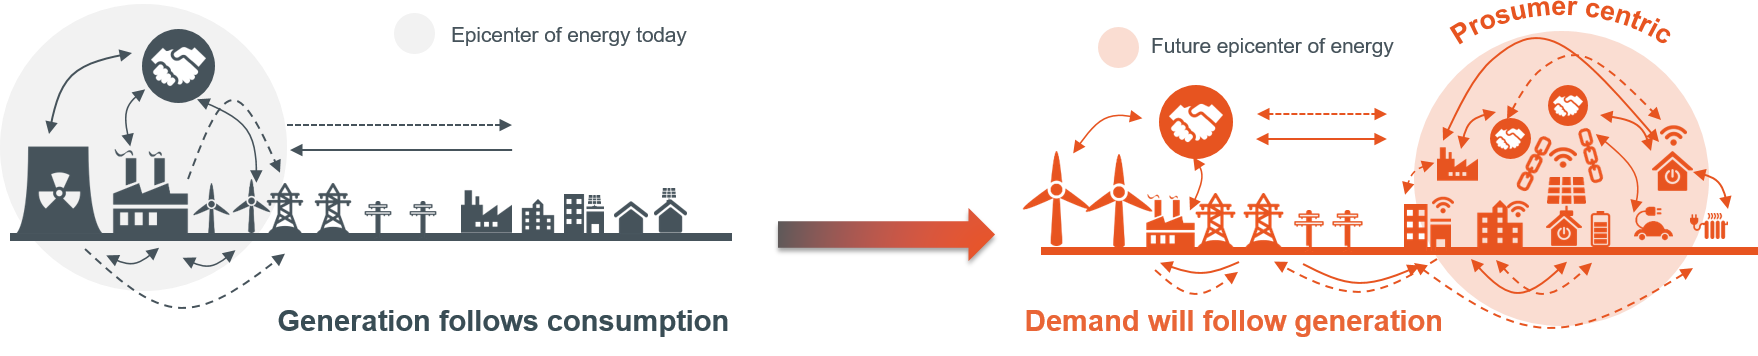 Epicenter of energy today
Generation follows consumption
Prosumer centric
Future epicenter of energy
Demand will follow generation